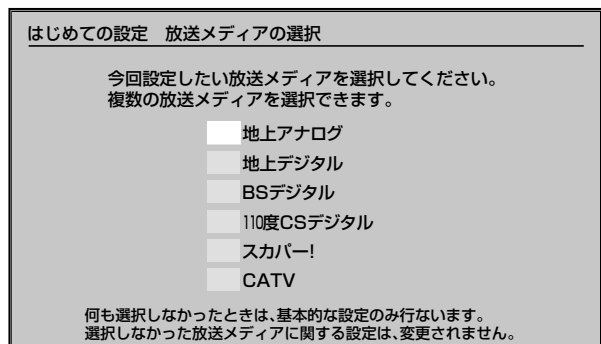 はじめての設定　放送メディアの選択
今回設定したい放送メディアを選択してください。
複数の放送メディアを選択できます。
地上アナログ
地上デジタル
BSデジタル
110度CSデジタル
スカパー!
CATV
何も選択しなかったときは、基本的な設定のみ行ないます。
選択しなかった放送メディアに関する設定は、変更されません。